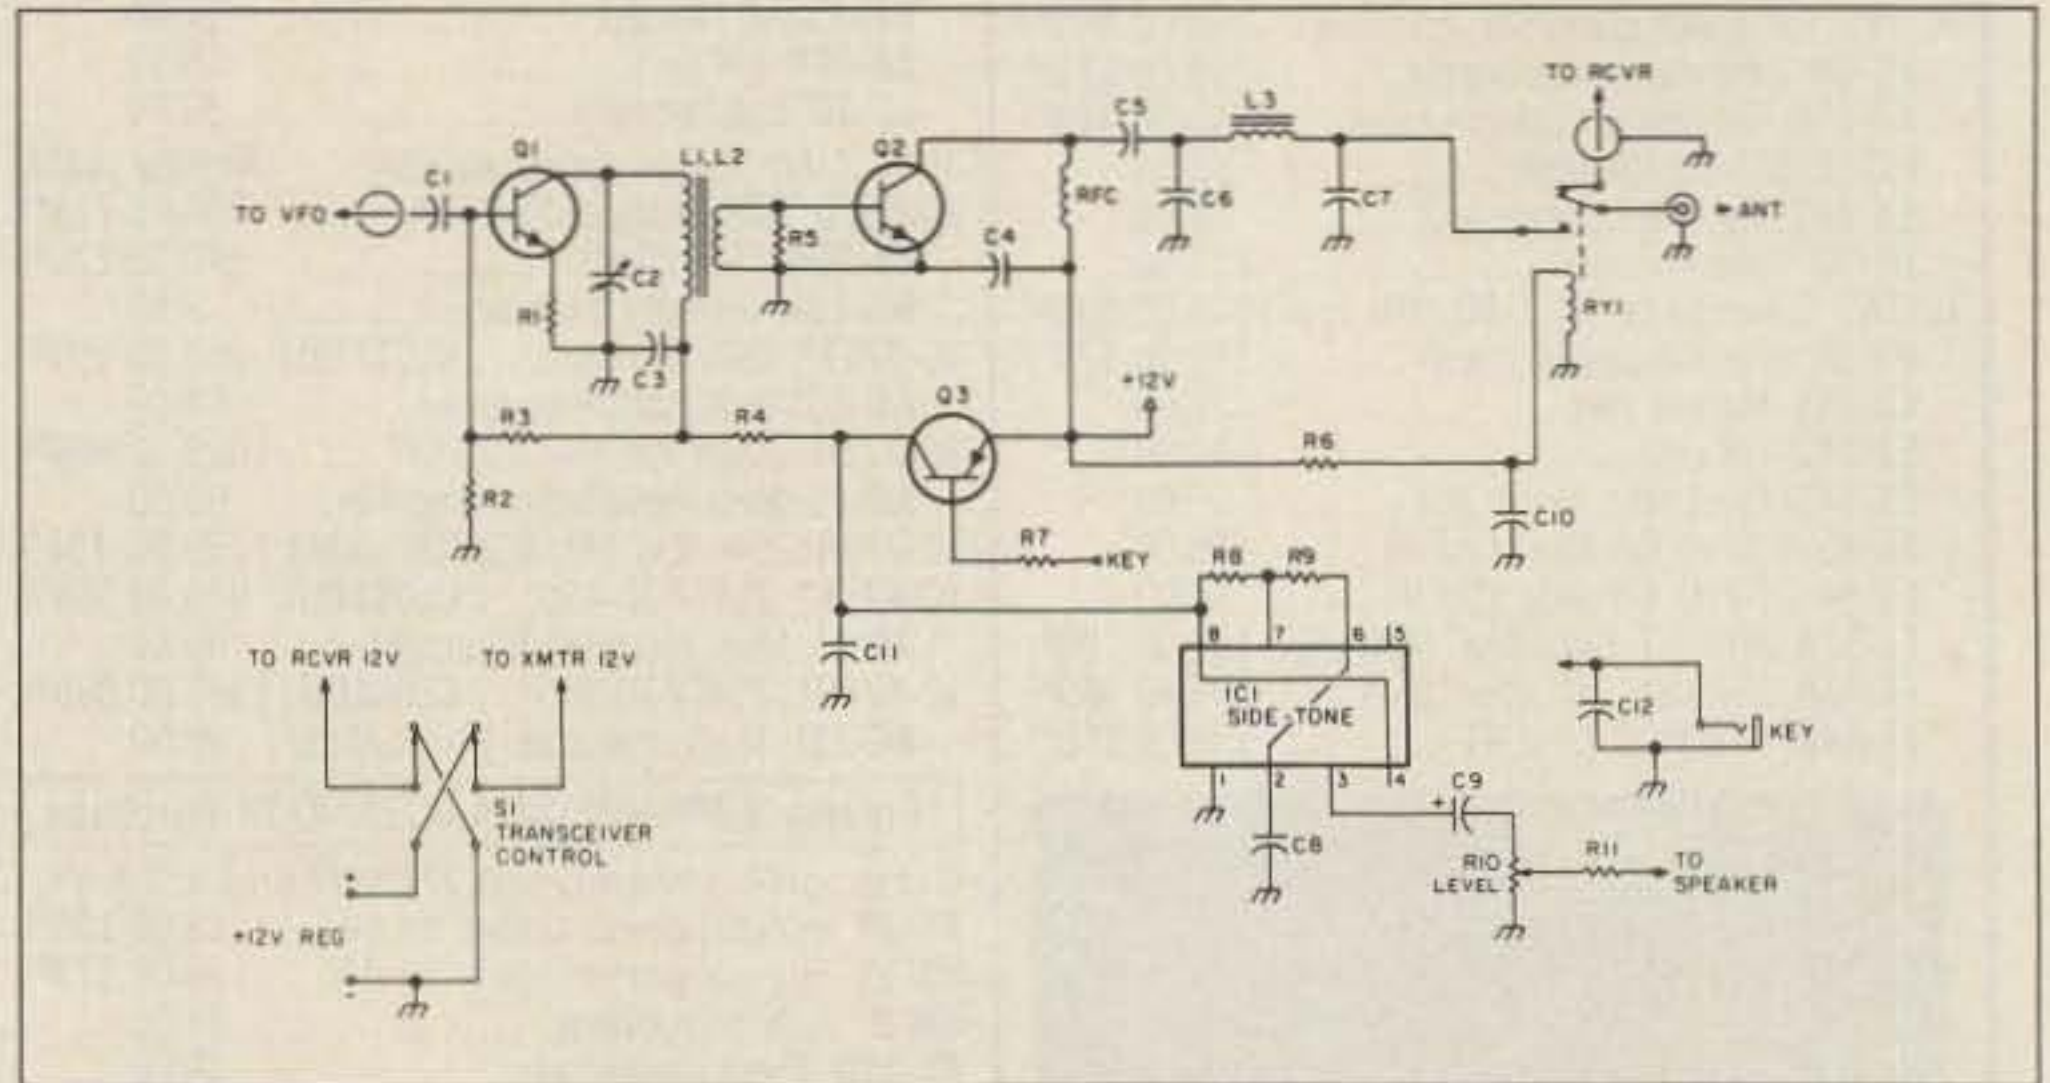 TO RCVR
C5
L3
Q1
L1, L2
Q2
C1
RFC
C6
C7
TO VFO
ANT.
R5
C4
C2
R1
RY1
C3
+12V
Q3
R3
R4
R6
R2
C10
R7
KEY
R8
R9
8
7
6
5
C11
TO RCVR 12V
TO XMTR 12V
IC1
SIDE-TONE
C12
KEY
1
2
3
4
C9
+
S1
TRANSCEIVER
CONTROL
C8
R10
LEVEL
R11
TO
SPEAKER
+
+12V REG
-